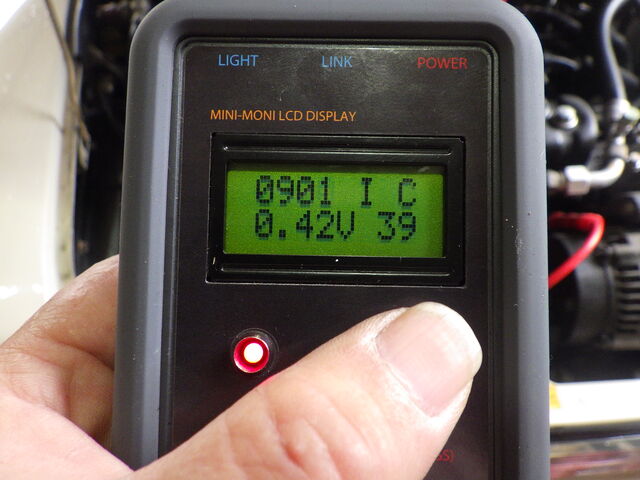 LIGHT LINK POWER
MINI-MONI LCD DISPLAY
0901 I C
0.42V 39